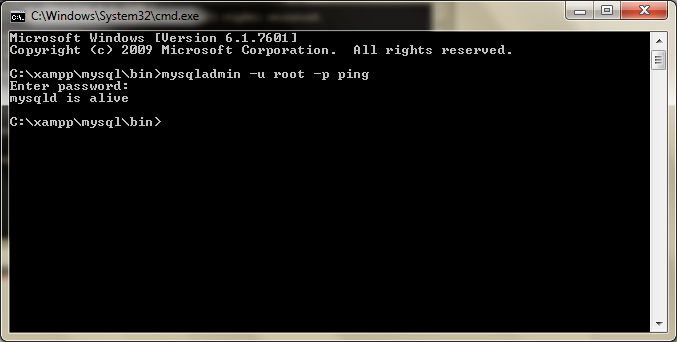 C:\Windows\System32\cmd.exe
Microsoft Windows [Version 6.1.7601]
Copyright (c) 2009 Microsoft Corporation.  All rights reserved.
C:\xampp\mysql\bin>mysqladmin -u root -p ping
Enter password:
mysqld is alive
C:\xampp\mysql\bin>